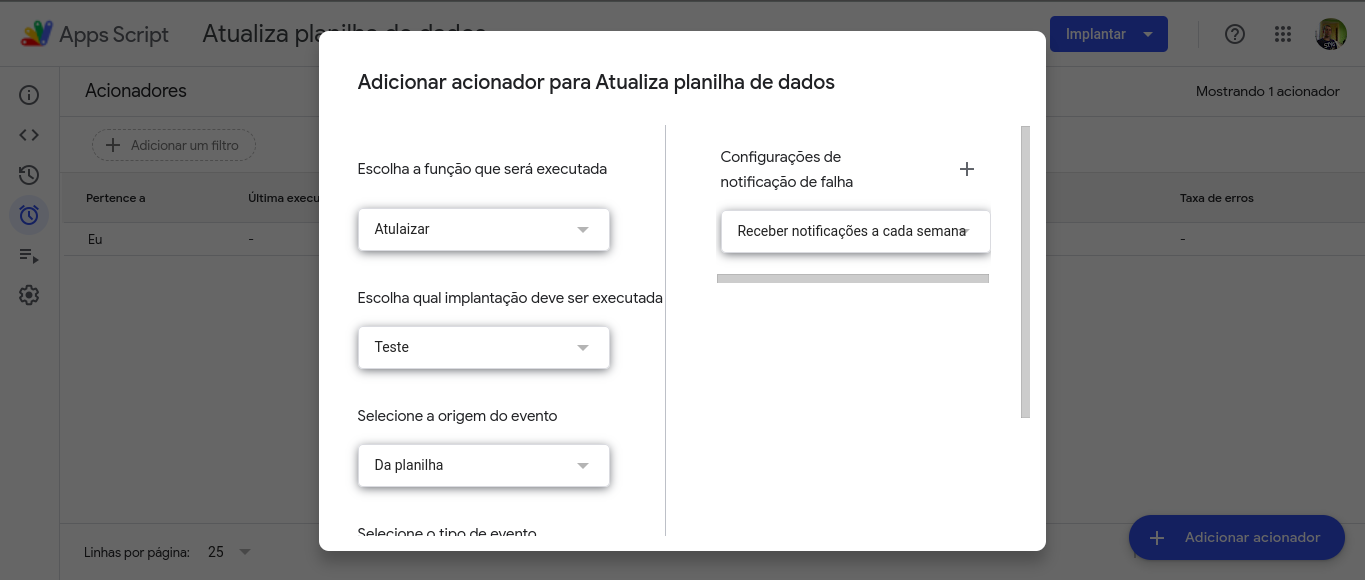 Apps Script
Atualiza planilha de dados
Implantar
Adicionar acionador para Atualiza planilha de dados
Acionadores
Mostrando 1 acionador
Adicionar um filtro
Pertence a
Última execu
Taxa de erros
Eu
-
-
Escolha a função que será executada
Atulaizar
Escolha qual implantação deve ser executada
Teste
Selecione a origem do evento
Da planilha
Selecione o tipo de evento
Configurações de
notificação de falha
Receber notificações a cada semana
Linhas por página:
25
Adicionar acionador